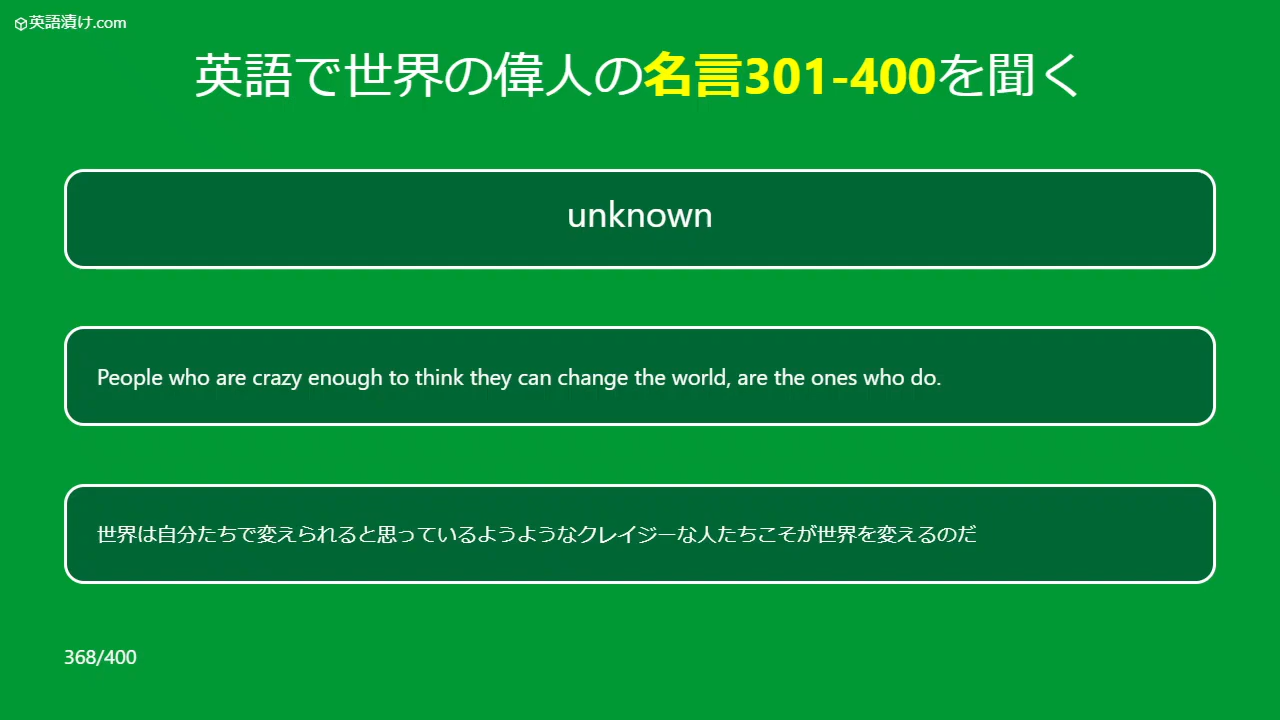 英語漬け.com
英語で世界の偉人の名言301-400を聞く
unknown
People who are crazy enough to think they can change the world, are the ones who do.
世界は自分たちで変えられると思っているようようなクレイジーな人たちこそが世界を変えるのだ
368/400